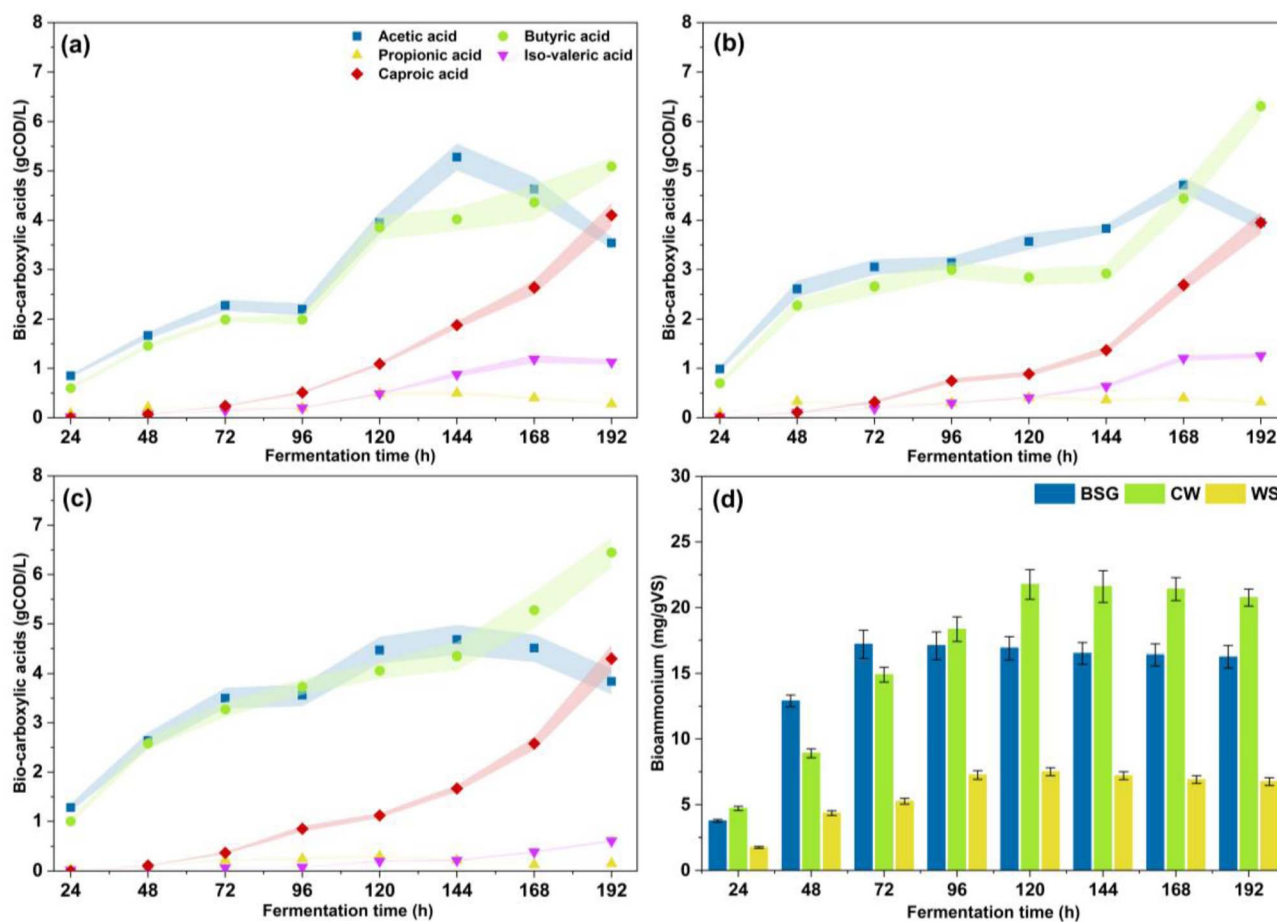 (a)
Acetic acid
Butyric acid
Propionic acid
Iso-valeric acid
Caproic acid
Bio-carboxylic acids (gCOD/L)
8
7
6
5
4
3
2
1
0
24 48 72 96 120 144 168 192
Fermentation time (h)
(b)
Bio-carboxylic acids (gCOD/L)
8
7
6
5
4
3
2
1
0
24 48 72 96 120 144 168 192
Fermentation time (h)
(c)
Bio-carboxylic acids (gCOD/L)
8
7
6
5
4
3
2
1
0
24 48 72 96 120 144 168 192
Fermentation time (h)
(d)
BSG CW WS
Bioammonium (mg/gVS)
30
25
20
15
10
5
0
24 48 72 96 120 144 168 192
Fermentation time (h)